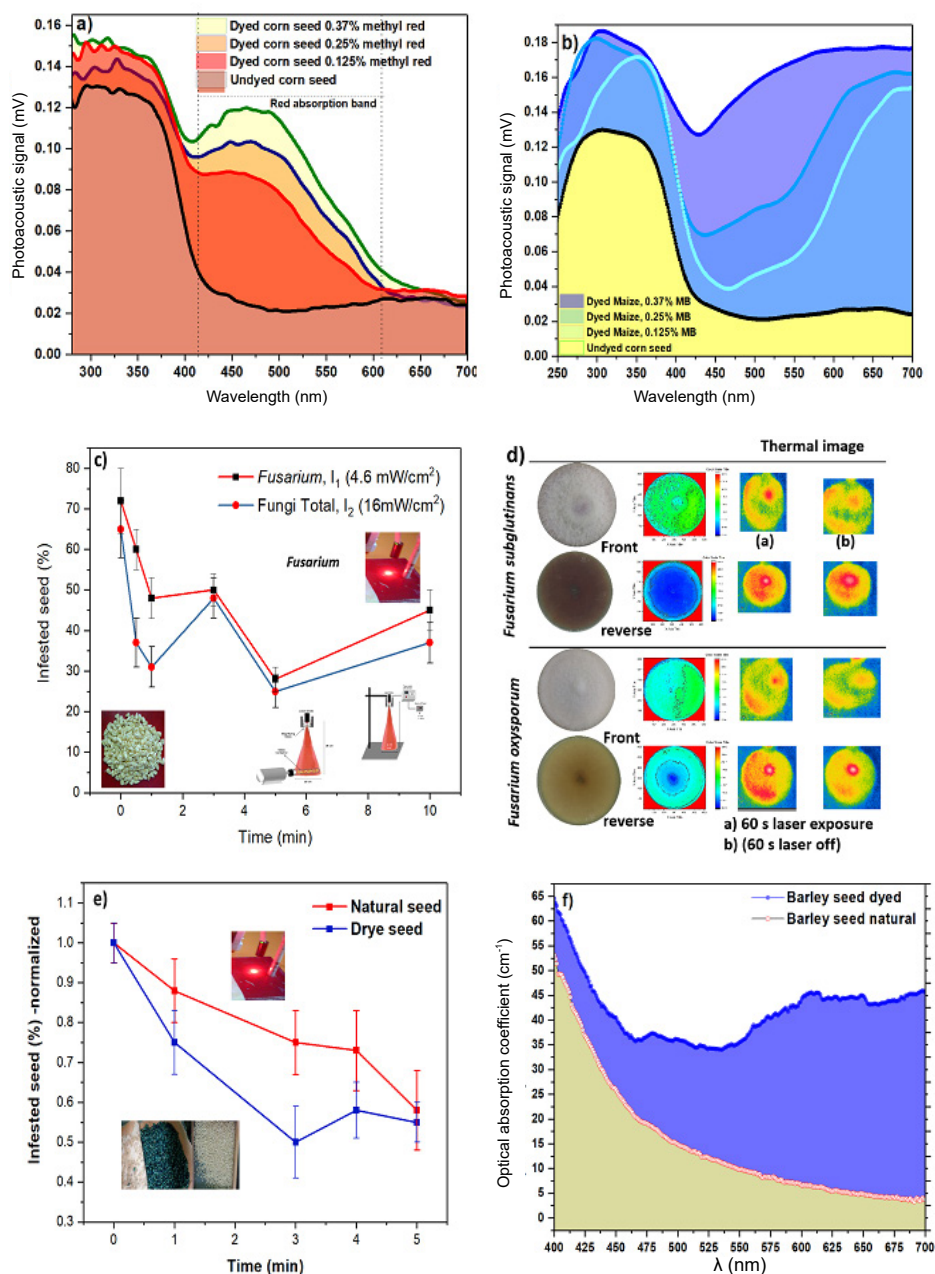 a)
Dyed corn seed 0.37% methyl red
Dyed corn seed 0.25% methyl red
Dyed corn seed 0.125% methyl red
Undyed corn seed
Red absorption band
Photoacoustic signal (mV)
0.16
0.14
0.12
0.10
0.08
0.06
0.04
0.02
0.00
300 350 400 450 500 550 600 650 700
Wavelength (nm)
b)
Photoacoustic signal (mV)
0.18
0.16
0.14
0.12
0.10
0.08
0.06
0.04
0.02
0.00
Dyed Maize, 0.37% MB
Dyed Maize, 0.25% MB
Dyed Maize, 0.125% MB
Undyed corn seed
250 300 350 400 450 500 550 600 650 700
Wavelength (nm)
c)
Fusarium, I1 (4.6 mW/cm²)
Fungi Total, I2 (16mW/cm²)
Fusarium
Infested seed (%)
80
70
60
50
40
30
20
10
0
0 2 4 6 8 10
Time (min)
d)
Thermal image
Fusarium subglutinans
Front
(a)
(b)
reverse
Fusarium oxysporum
Front
reverse
a) 60 s laser exposure
b) (60 s laser off)
e)
Natural seed
Drye seed
Infested seed (%) -normalized
1.1
1.0
0.9
0.8
0.7
0.6
0.5
0.4
0.3
0 1 2 3 4 5
Time (min)
f)
Barley seed dyed
Barley seed natural
Optical absorption coefficient (cm⁻¹)
65
60
55
50
45
40
35
30
25
20
15
10
5
0
400 425 450 475 500 525 550 575 600 625 650 675 700
λ (nm)